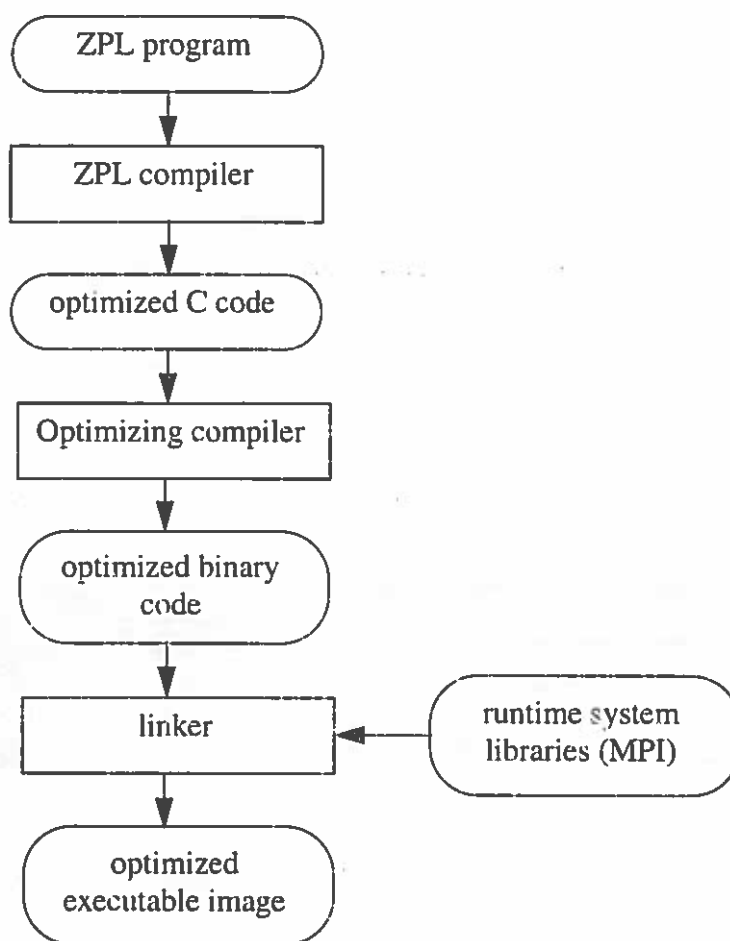 ZPL program
ZPL compiler
optimized C code
Optimizing compiler
optimized binary
code
linker
runtime system
libraries (MPI)
optimized
executable image